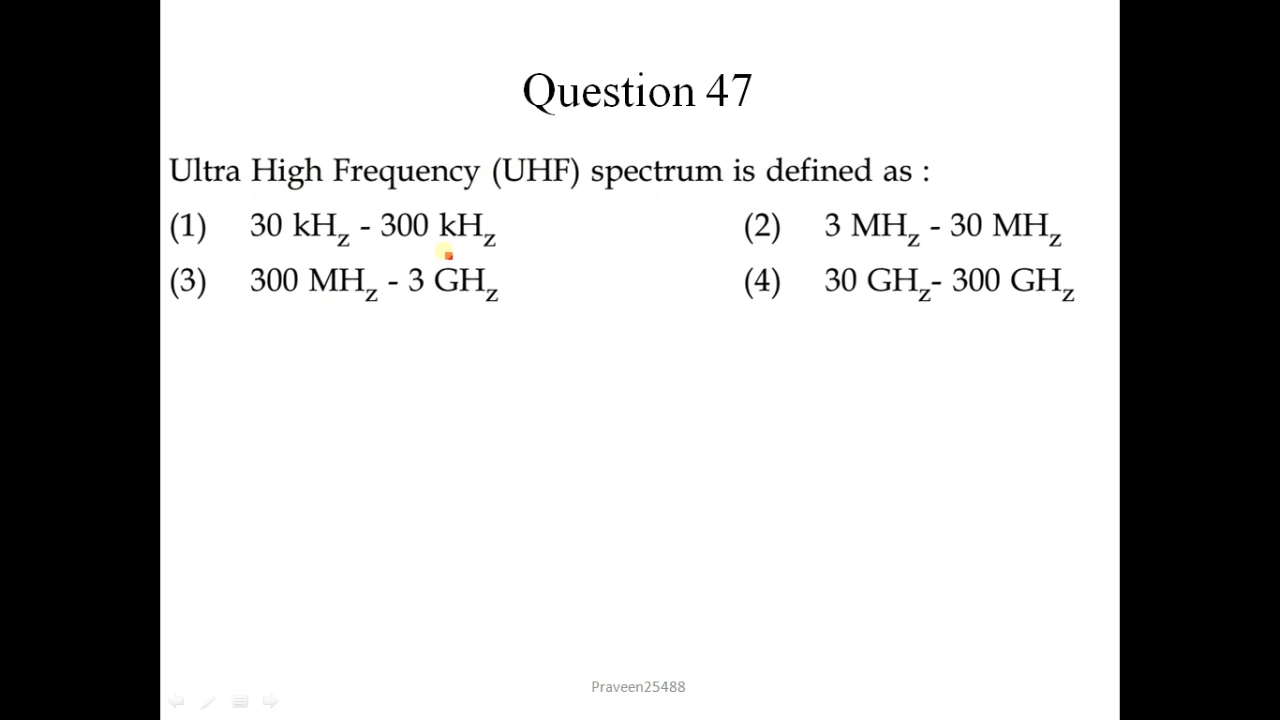 Question 47
Ultra High Frequency (UHF) spectrum is defined as :
(1) 30 kHz - 300 kHz (2) 3 MHz - 30 MHz
(3) 300 MHz - 3 GHz (4) 30 GHz- 300 GHz
Praveen25488